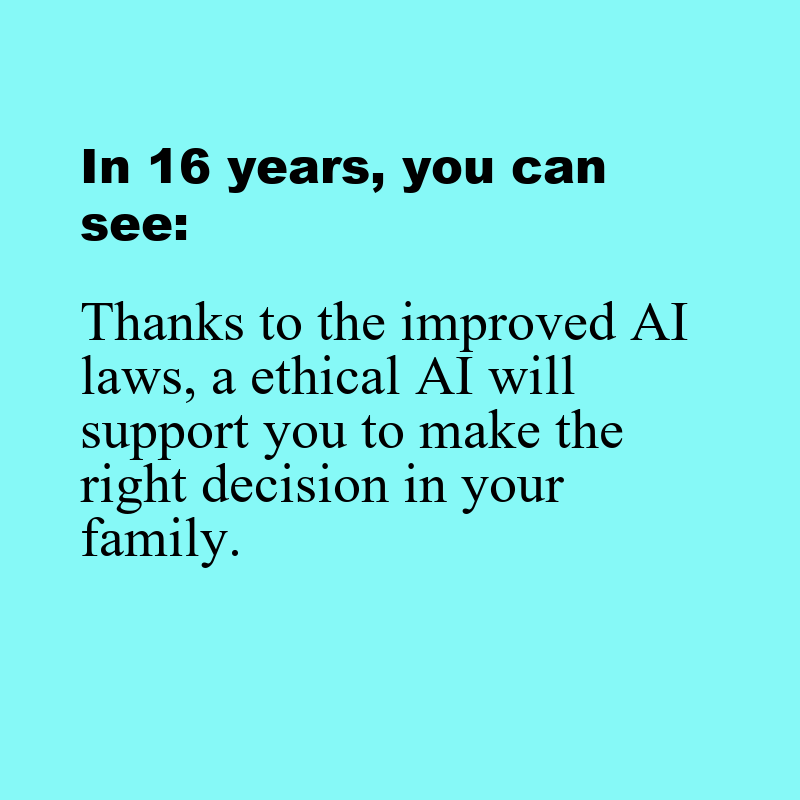 In 16 years, you can
see:
Thanks to the improved AI
laws, a ethical AI will
support you to make the
right decision in your
family.